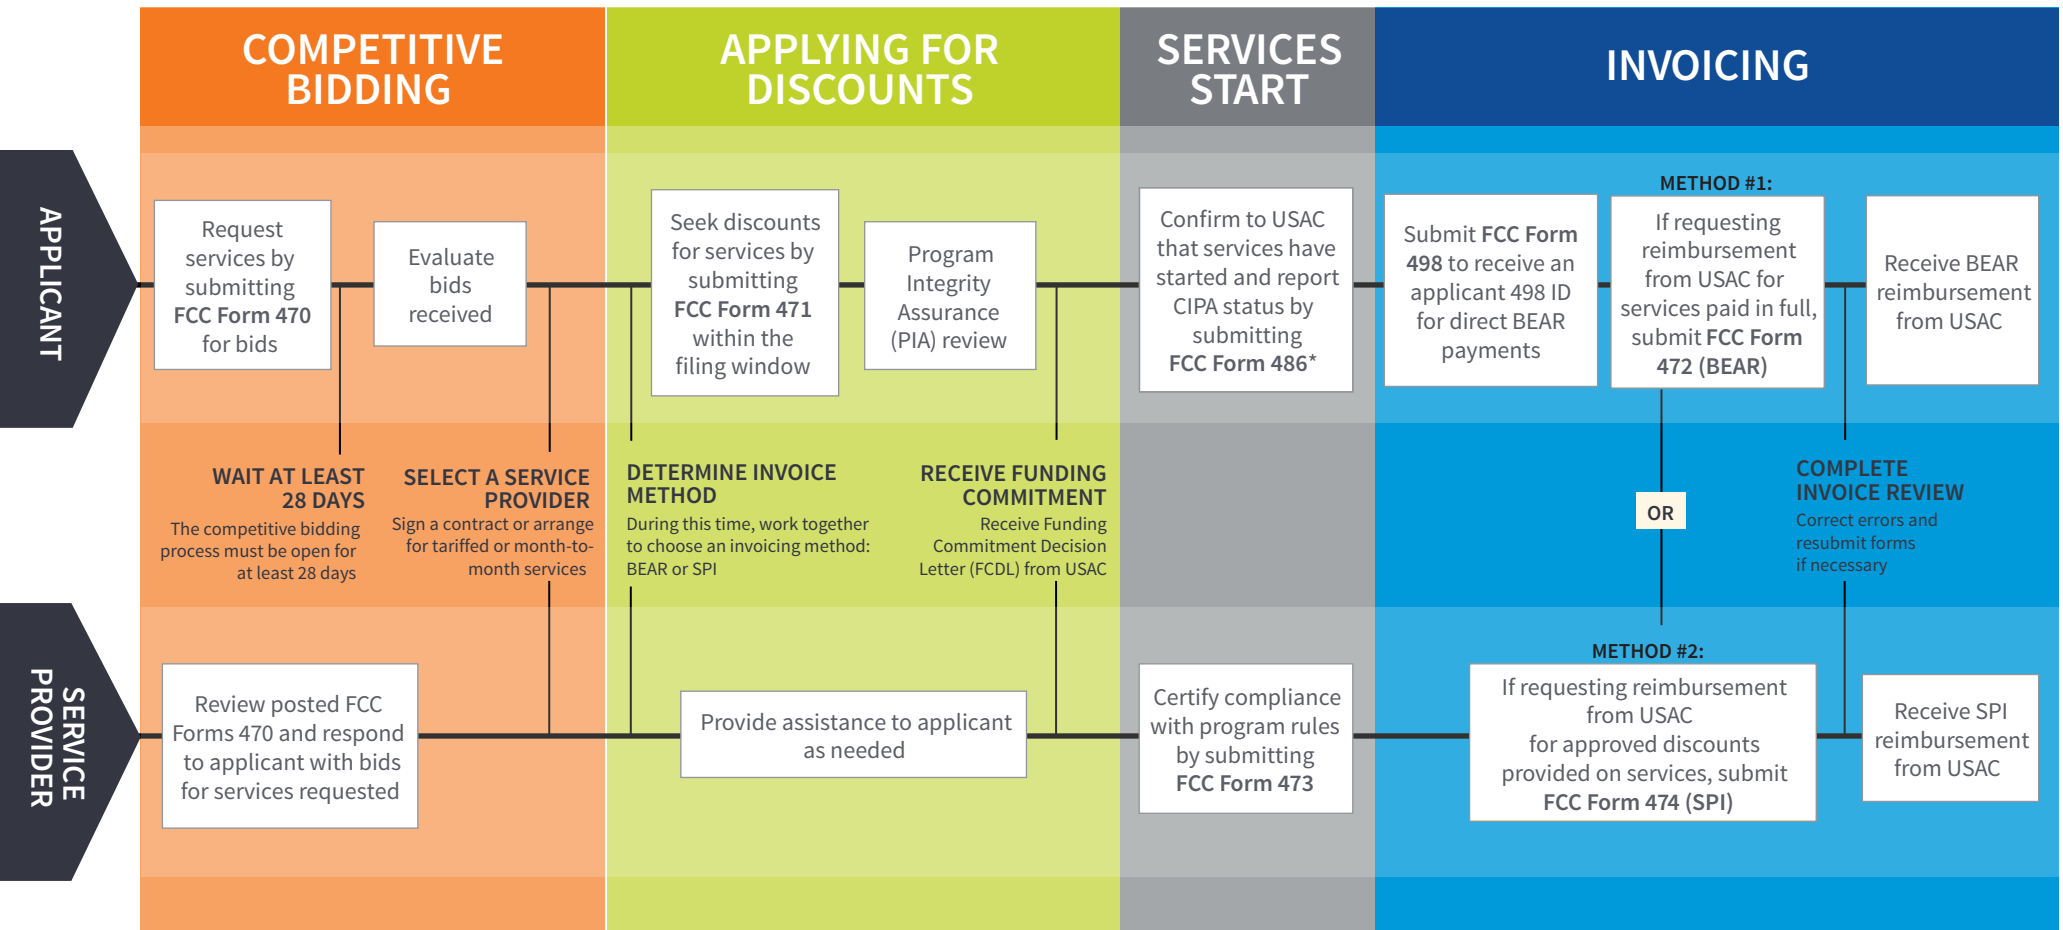 COMPETITIVE
BIDDING
APPLYING FOR
DISCOUNTS
SERVICES
START
INVOICING
APPLICANT
Request
services by
submitting
FCC Form 470
for bids
Evaluate
bids
received
Seek discounts
for services by
submitting
FCC Form 471
within the
filing window
Program
Integrity
Assurance
(PIA) review
Confirm to USAC
that services have
started and report
CIPA status by
submitting
FCC Form 486*
Submit FCC Form
498 to receive an
applicant 498 ID
for direct BEAR
payments
METHOD #1:
If requesting
reimbursement
from USAC for
services paid in full,
submit FCC Form
472 (BEAR)
Receive BEAR
reimbursement
from USAC
WAIT AT LEAST
28 DAYS
The competitive bidding
process must be open for
at least 28 days
SELECT A SERVICE
PROVIDER
Sign a contract or arrange
for tariffed or month-to-
month services
DETERMINE INVOICE
METHOD
During this time, work together
to choose an invoicing method:
BEAR or SPI
RECEIVE FUNDING
COMMITMENT
Receive Funding
Commitment Decision
Letter (FCDL) from USAC
OR
COMPLETE
INVOICE REVIEW
Correct errors and
resubmit forms
if necessary
SERVICE
PROVIDER
Review posted FCC
Forms 470 and respond
to applicant with bids
for services requested
Provide assistance to applicant
as needed
Certify compliance
with program rules
by submitting
FCC Form 473
METHOD #2:
If requesting reimbursement
from USAC
for approved discounts
provided on services, submit
FCC Form 474 (SPI)
Receive SPI
reimbursement
from USAC